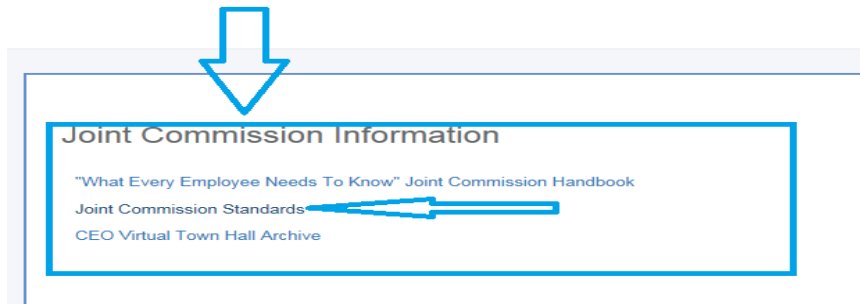 Joint Commission Information
"What Every Employee Needs To Know" Joint Commission Handbook
Joint Commission Standards
CEO Virtual Town Hall Archive